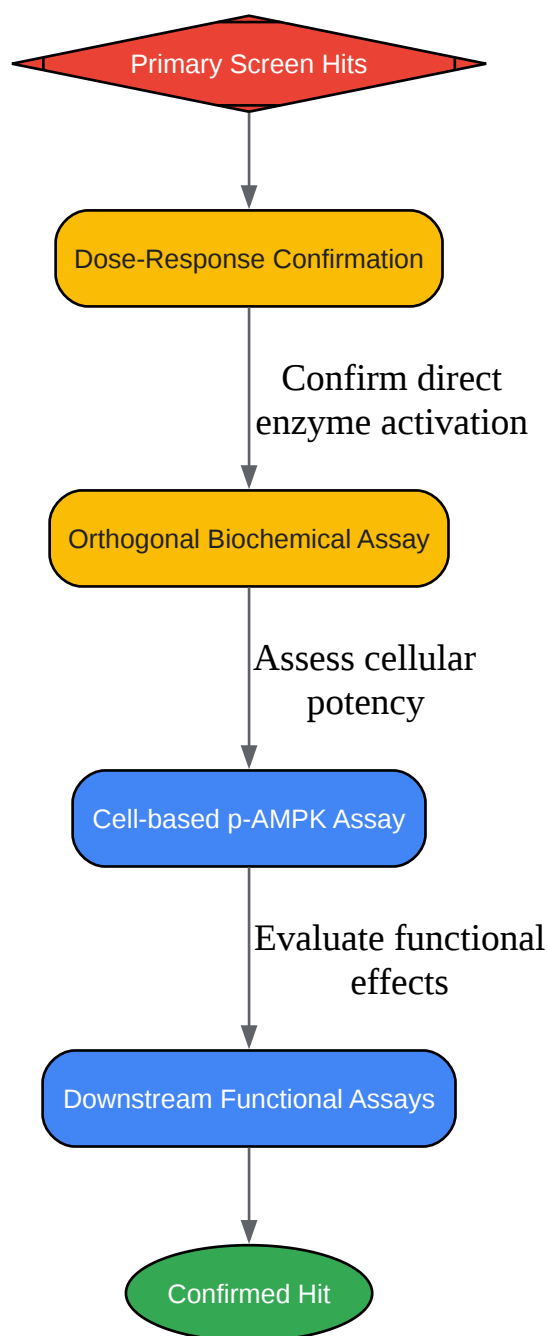 Primary Screen Hits
Dose-Response Confirmation
Confirm direct
enzyme activation
Orthogonal Biochemical Assay
Assess cellular
potency
Cell-based p-AMPK Assay
Evaluate functional
effects
Downstream Functional Assays
Confirmed Hit